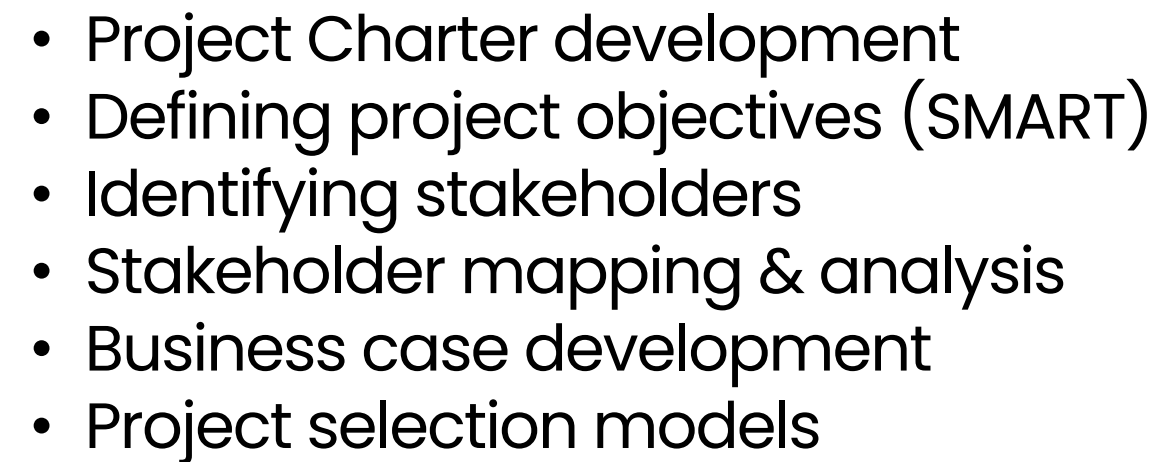 • Project Charter development
• Defining project objectives (SMART)
• Identifying stakeholders
• Stakeholder mapping & analysis
• Business case development
• Project selection models